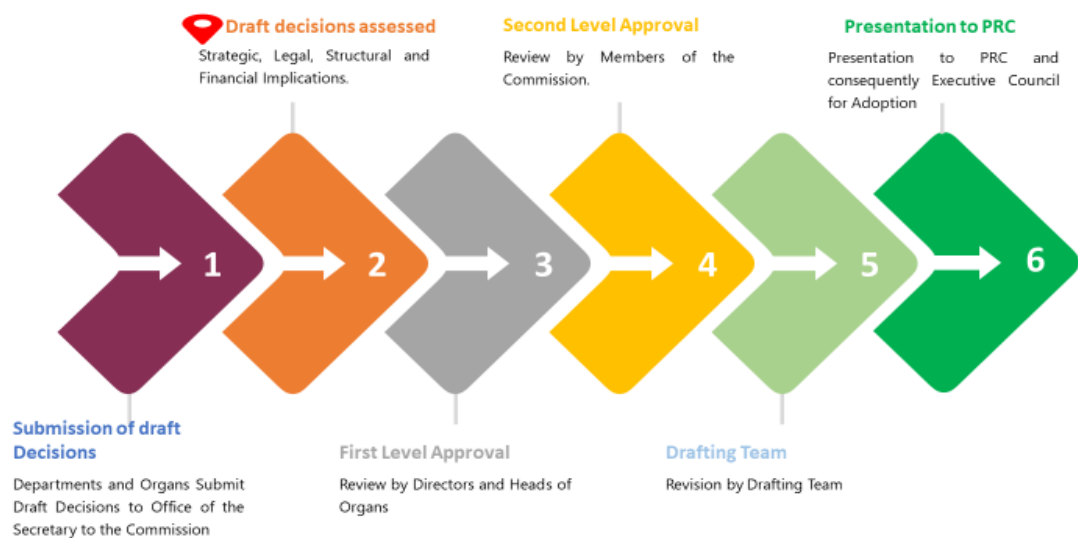 Draft decisions assessed
Strategic, Legal, Structural and
Financial Implications.
Second Level Approval
Review by Members of the
Commission.
Presentation to PRC
Presentation to PRC and
consequently Executive Council
for Adoption
1
2
3
4
5
6
Submission of draft
Decisions
Departments and Organs Submit
Draft Decisions to Office of the
Secretary to the Commission
First Level Approval
Review by Directors and Heads of
Organs
Drafting Team
Revision by Drafting Team